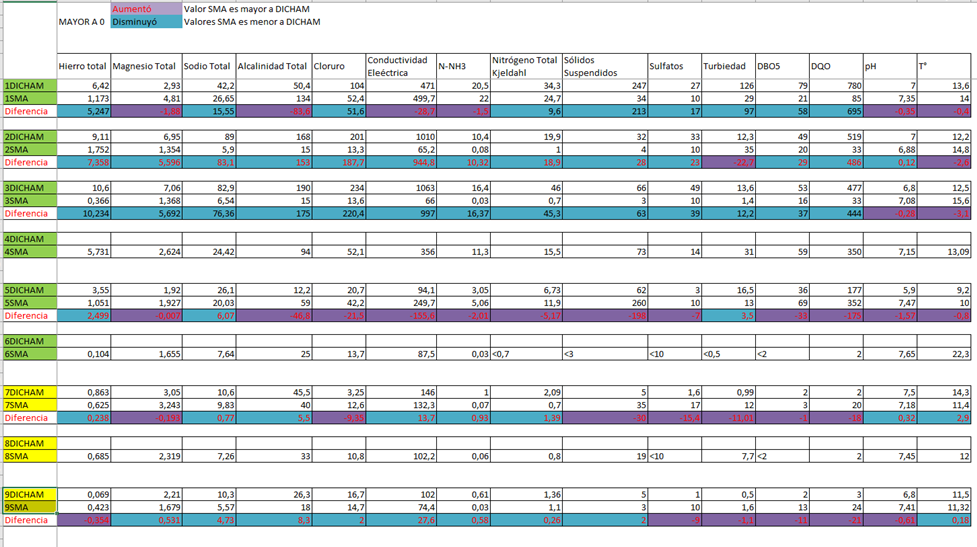 Aumentó Valor SMA es mayor a DICHAM
MAYOR A 0 Disminuyó Valores SMA es menor a DICHAM
Hierro total Magnesio Total Sodio Total Alcalinidad Total Cloruro Conductividad Eleéctrica N-NH3 Nitrógeno Total Kjeldahl Sólidos Suspendidos Sulfatos Turbiedad DBO5 DQO pH T°
1DICHAM 6,42 2,93 42,2 50,4 104 471 20,5 34,3 247 27 126 79 780 7 13,6
1SMA 1,173 4,81 26,65 134 52,4 499,7 22 24,7 34 10 29 21 85 7,35 14
Diferencia 5,247 -1,88 15,55 -83,6 51,6 -28,7 -1,5 9,6 213 17 97 58 695 -0,35 -0,4
2DICHAM 9,11 6,95 89 168 201 1010 10,4 19,9 32 33 12,3 49 519 7 12,2
2SMA 1,752 1,354 5,9 15 13,3 65,2 0,08 1 4 10 35 20 33 6,88 14,8
Diferencia 7,358 5,596 83,1 153 187,7 944,8 10,32 18,9 28 23 -22,7 29 486 0,12 -2,6
3DICHAM 10,6 7,06 82,9 190 234 1063 16,4 46 66 49 13,6 53 477 6,8 12,5
3SMA 0,366 1,368 6,54 15 13,6 66 0,03 0,7 3 10 1,4 16 33 7,08 15,6
Diferencia 10,234 5,692 76,36 175 220,4 997 16,37 45,3 63 39 12,2 37 444 -0,28 -3,1
4DICHAM
4SMA 5,731 2,624 24,42 94 52,1 356 11,3 15,5 73 14 31 59 350 7,15 13,09
5DICHAM 3,55 1,92 26,1 12,2 20,7 94,1 3,05 6,73 62 3 16,5 36 177 5,9 9,2
5SMA 1,051 1,927 20,03 59 42,2 249,7 5,06 11,9 260 10 13 69 352 7,47 10
Diferencia 2,499 -0,007 6,07 -46,8 -21,5 -155,6 -2,01 -5,17 -198 -7 3,5 -33 -175 -1,57 -0,8
6DICHAM
6SMA 0,104 1,655 7,64 25 13,7 87,5 0,03 <0,7 <3 <10 <0,5 <2 2 7,65 22,3
7DICHAM 0,863 3,05 10,6 45,5 3,25 146 1 2,09 5 1,6 0,99 2 2 7,5 14,3
7SMA 0,625 3,243 9,83 40 12,6 132,3 0,07 0,7 35 17 12 3 20 7,18 11,4
Diferencia 0,238 -0,193 0,77 5,5 -9,35 13,7 0,93 1,39 -30 -15,4 -11,01 -1 -18 0,32 2,9
8DICHAM
8SMA 0,685 2,319 7,26 33 10,8 102,2 0,06 0,8 19 <10 7,7 <2 2 7,45 12
9DICHAM 0,069 2,21 10,3 26,3 16,7 102 0,61 1,36 5 1 0,5 2 3 6,8 11,5
9SMA 0,423 1,679 5,57 18 14,7 74,4 0,03 1,1 3 10 1,6 13 24 7,41 11,32
Diferencia -0,354 0,531 4,73 8,3 2 27,6 0,58 0,26 2 -9 -1,1 -11 -21 -0,61 0,18